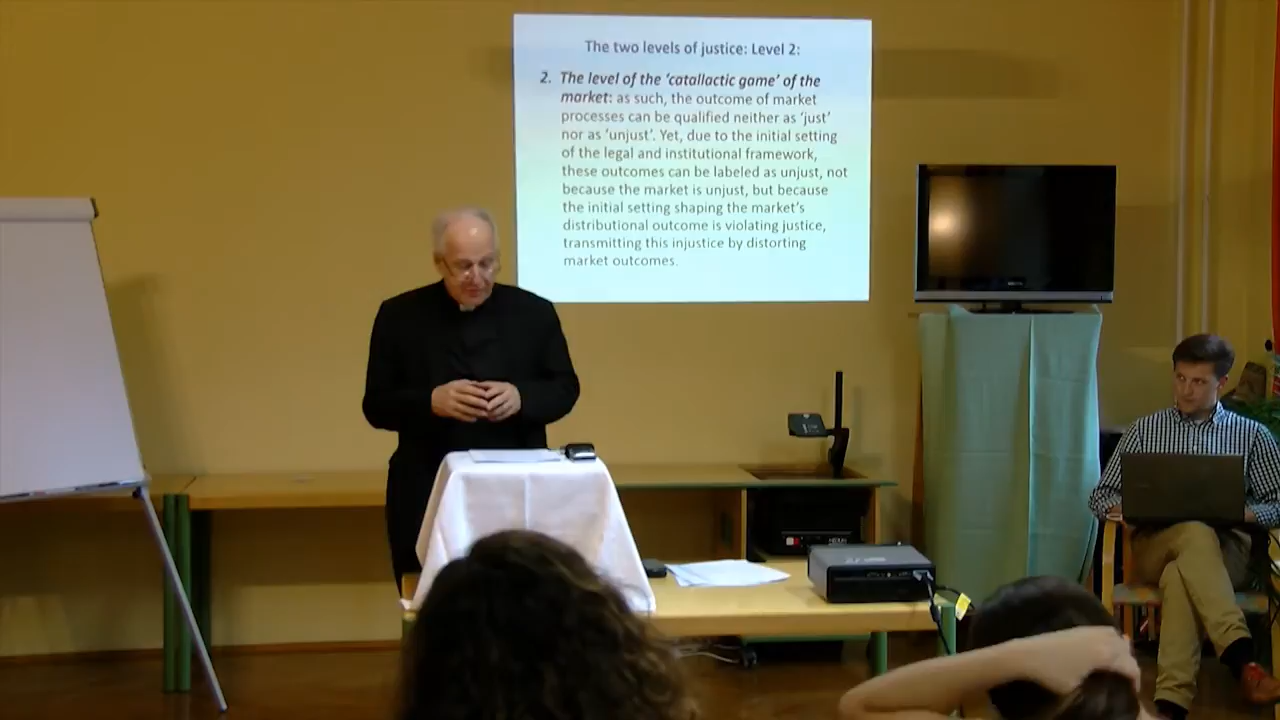 The two levels of justice: Level 2:
2. The level of the 'catallactic game' of the
market: as such, the outcome of market
processes can be qualified neither as 'just'
nor as 'unjust'. Yet, due to the initial setting
of the legal and institutional framework,
these outcomes can be labeled as unjust, not
because the market is unjust, but because
the initial setting shaping the market's
distributional outcome is violating justice,
transmitting this injustice by distorting
market outcomes.